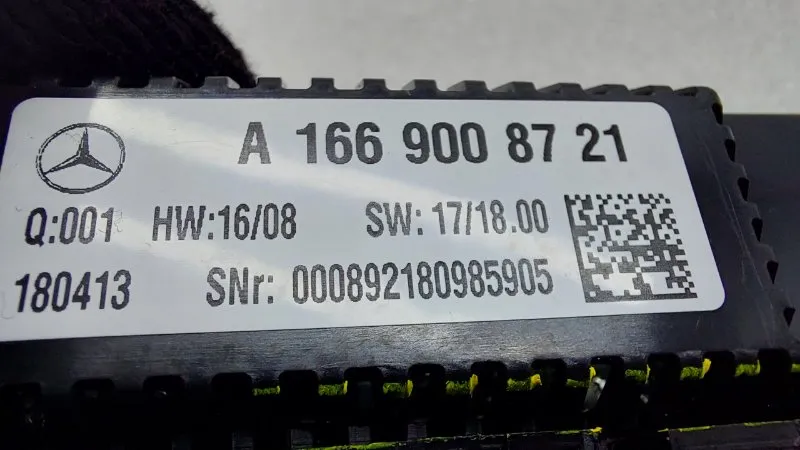 A 166 900 87 21
Q:001 HW:16/08 SW: 17/18.00
180413 SNr: 000892180985905